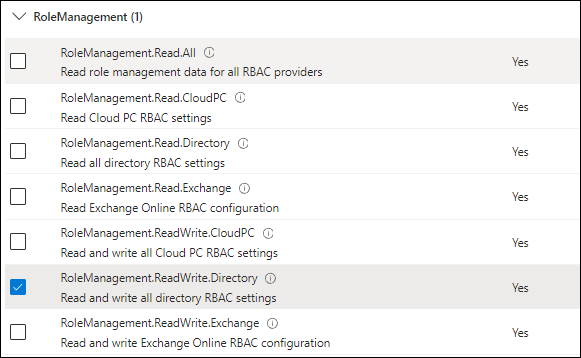 RoleManagement (1)
RoleManagement.Read.All
Read role management data for all RBAC providers
Yes
RoleManagement.Read.CloudPC
Read Cloud PC RBAC settings
Yes
RoleManagement.Read.Directory
Read all directory RBAC settings
Yes
RoleManagement.Read.Exchange
Read Exchange Online RBAC configuration
Yes
RoleManagement.ReadWrite.CloudPC
Read and write all Cloud PC RBAC settings
Yes
RoleManagement.ReadWrite.Directory
Read and write all directory RBAC settings
Yes
RoleManagement.ReadWrite.Exchange
Read and write Exchange Online RBAC configuration
Yes